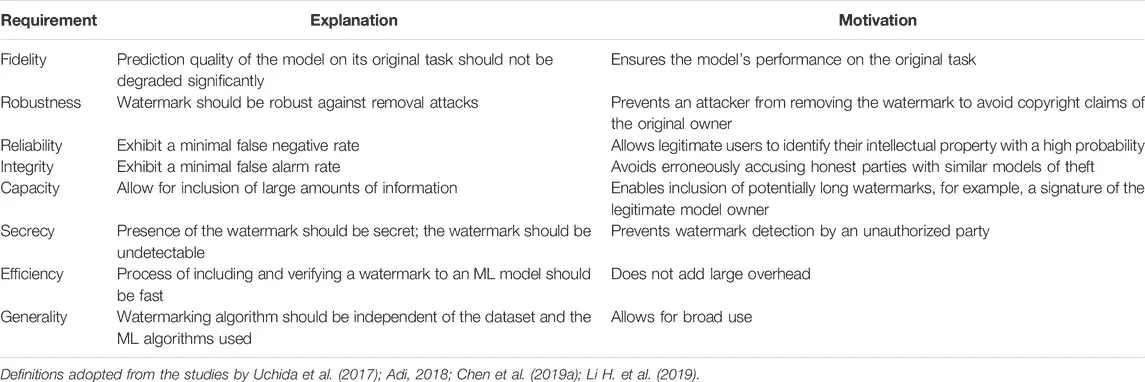 Requirement Explanation Motivation
Fidelity Prediction quality of the model on its original task should not be Ensures the model's performance on the original task
degraded significantly
Robustness Watermark should be robust against removal attacks Prevents an attacker from removing the watermark to avoid copyright claims of
the original owner
Reliability Exhibit a minimal false negative rate Allows legitimate users to identify their intellectual property with a high probability
Integrity Exhibit a minimal false alarm rate Avoids erroneously accusing honest parties with similar models of theft
Capacity Allow for inclusion of large amounts of information Enables inclusion of potentially long watermarks, for example, a signature of the
legitimate model owner
Secrecy Presence of the watermark should be secret; the watermark should be Prevents watermark detection by an unauthorized party
undetectable
Efficiency Process of including and verifying a watermark to an ML model should Does not add large overhead
be fast
Generality Watermarking algorithm should be independent of the dataset and the Allows for broad use
ML algorithms used
Definitions adopted from the studies by Uchida et al. (2017); Adi, 2018; Chen et al. (2019a); Li H. et al. (2019).